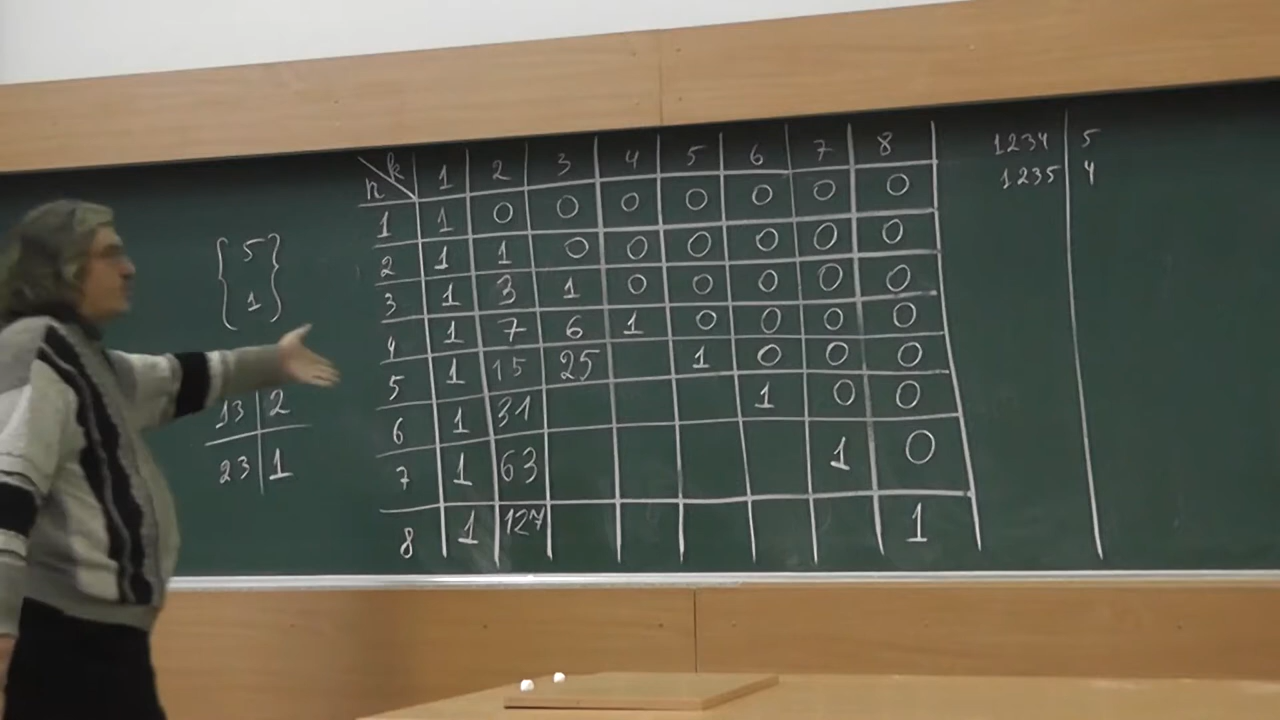 { 5
1 }
13 | 2
23 | 1
n \ k | 1 | 2 | 3 | 4 | 5 | 6 | 7 | 8
1 | 1 | 0 | 0 | 0 | 0 | 0 | 0 | 0
2 | 1 | 1 | 0 | 0 | 0 | 0 | 0 | 0
3 | 1 | 3 | 1 | 0 | 0 | 0 | 0 | 0
4 | 1 | 7 | 6 | 1 | 0 | 0 | 0 | 0
5 | 1 | 15 | 25 | | 1 | 0 | 0 | 0
6 | 1 | 31 | | | | 1 | 0 | 0
7 | 1 | 63 | | | | | 1 | 0
8 | 1 | 127 | | | | | | 1
1234 | 5
1235 | 4